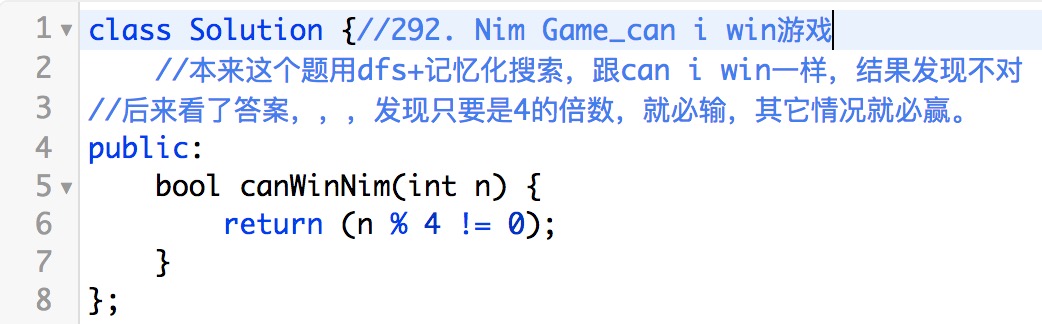 1 class Solution {//292. Nim Game_can i win游戏
2     //本来这个题用dfs+记忆化搜索，跟can i win一样，结果发现不对
3 //后来看了答案，，，发现只要是4的倍数，就必输，其它情况就必赢。
4 public:
5     bool canWinNim(int n) {
6         return (n % 4 != 0);
7     }
8 };